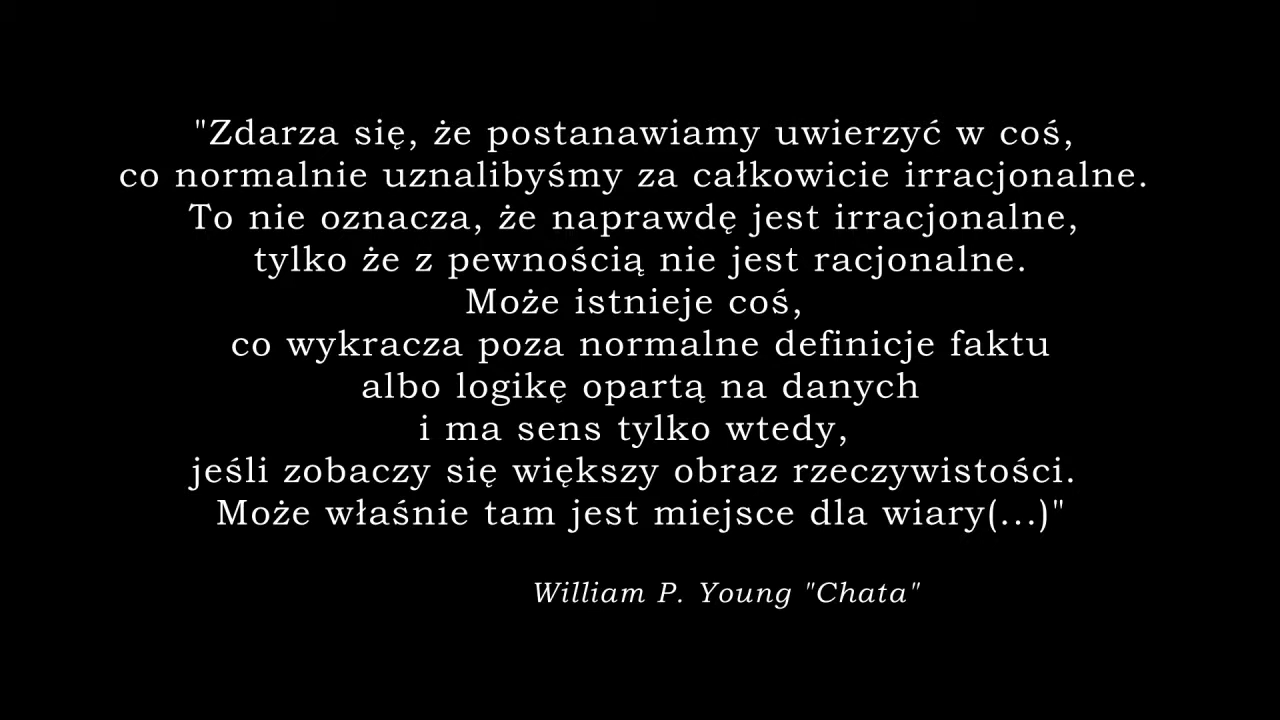 "Zdarza się, że postanawiamy uwierzyć w coś,
co normalnie uznalibyśmy za całkowicie irracjonalne.
To nie oznacza, że naprawdę jest irracjonalne,
tylko że z pewnością nie jest racjonalne.
Może istnieje coś,
co wykracza poza normalne definicje faktu
albo logikę opartą na danych
i ma sens tylko wtedy,
jeśli zobaczy się większy obraz rzeczywistości.
Może właśnie tam jest miejsce dla wiary(...)"
William P. Young "Chata"